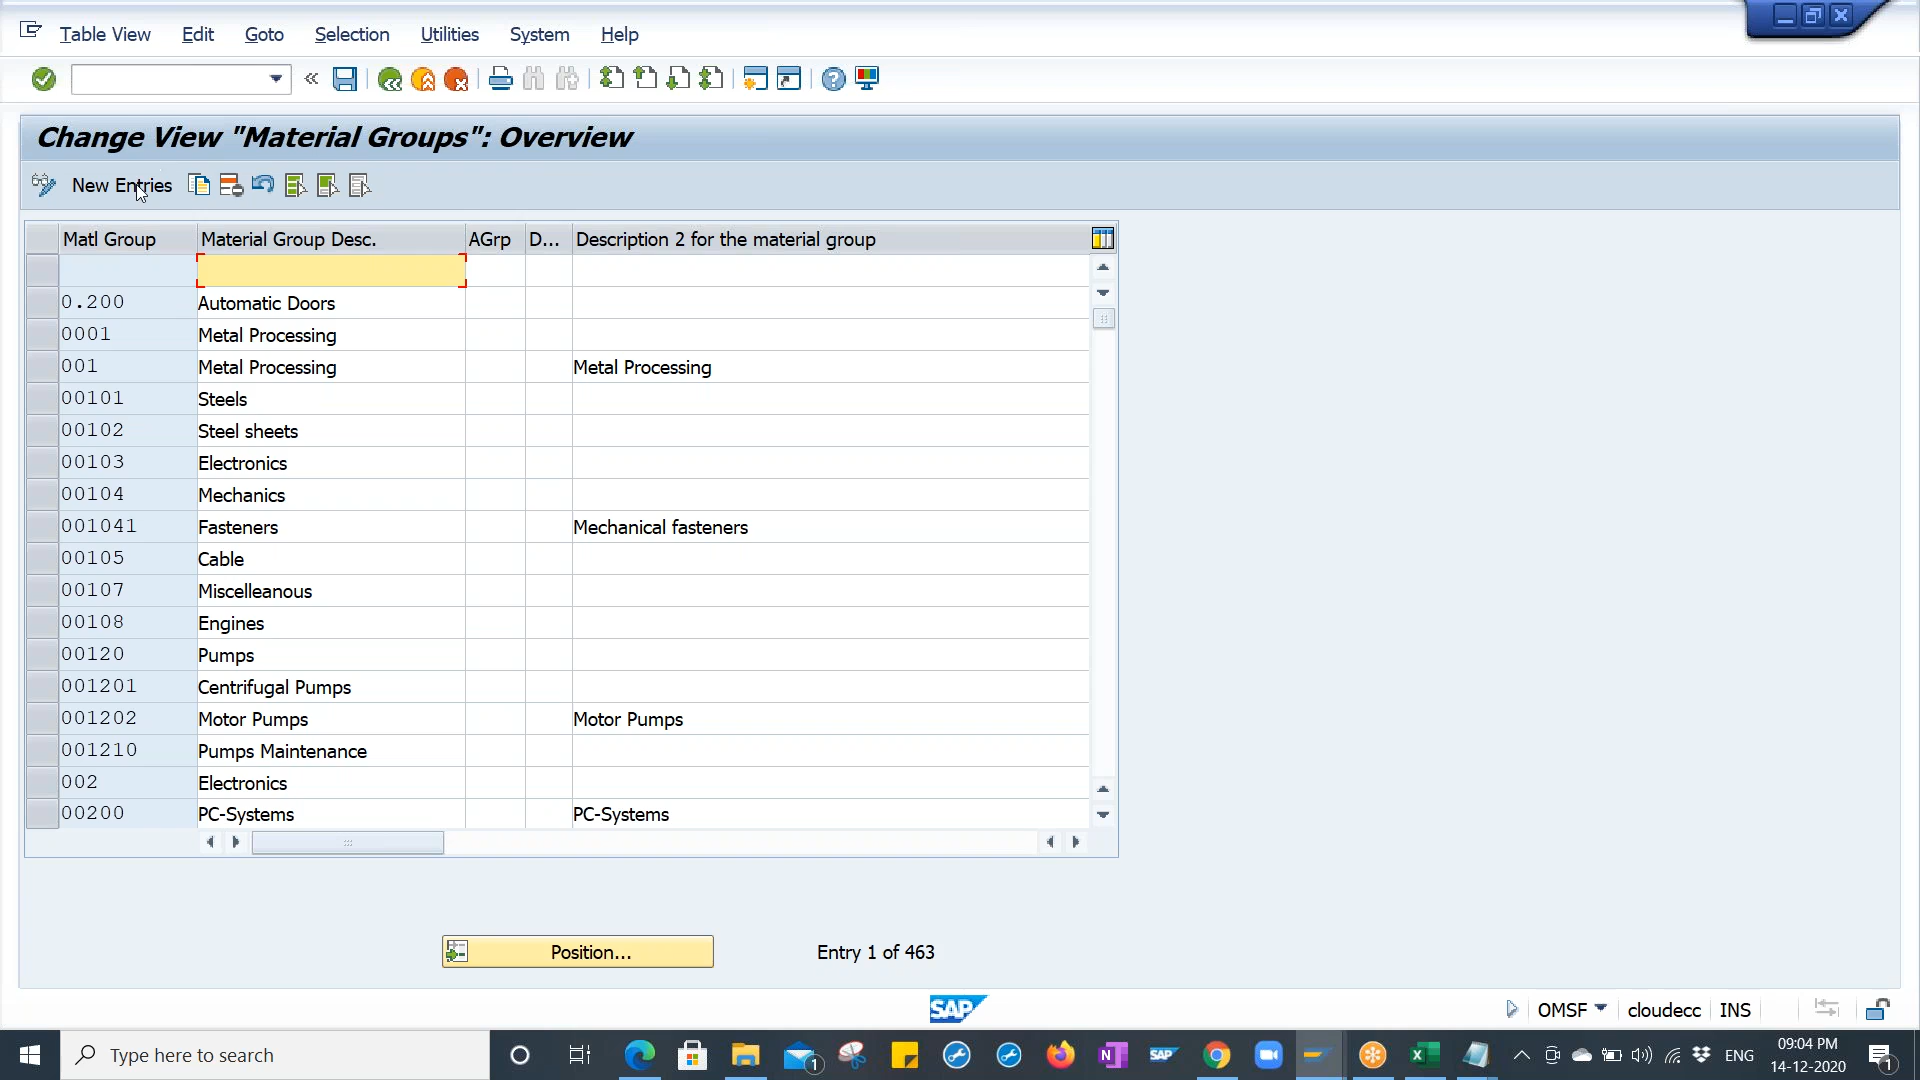 Table View Edit Goto Selection Utilities System Help
Change View "Material Groups": Overview
New Entries
Matl Group Material Group Desc. AGrp D... Description 2 for the material group
0.200 Automatic Doors
0001 Metal Processing
001 Metal Processing Metal Processing
00101 Steels
00102 Steel sheets
00103 Electronics
00104 Mechanics
001041 Fasteners Mechanical fasteners
00105 Cable
00107 Miscelleanous
00108 Engines
00120 Pumps
001201 Centrifugal Pumps
001202 Motor Pumps Motor Pumps
001210 Pumps Maintenance
002 Electronics
00200 PC-Systems PC-Systems
Position... Entry 1 of 463
SAP OMSF cloudecc INS
Type here to search 1 N SAP ENG 09:04 PM 1
14-12-2020